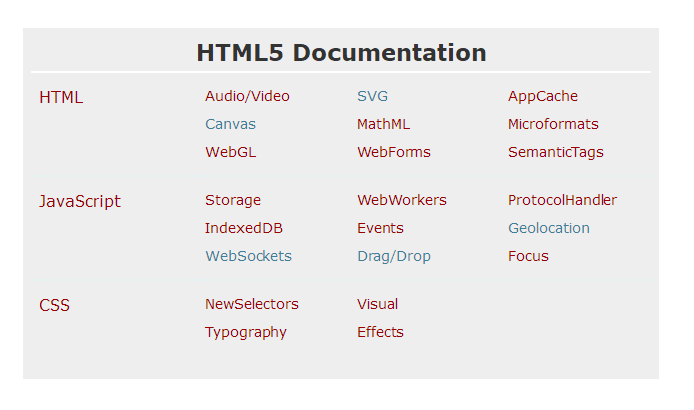 HTML5 Documentation
HTML Audio/Video SVG AppCache
Canvas MathML Microformats
WebGL WebForms SemanticTags
JavaScript Storage WebWorkers ProtocolHandler
IndexedDB Events Geolocation
WebSockets Drag/Drop Focus
CSS NewSelectors Visual
Typography Effects